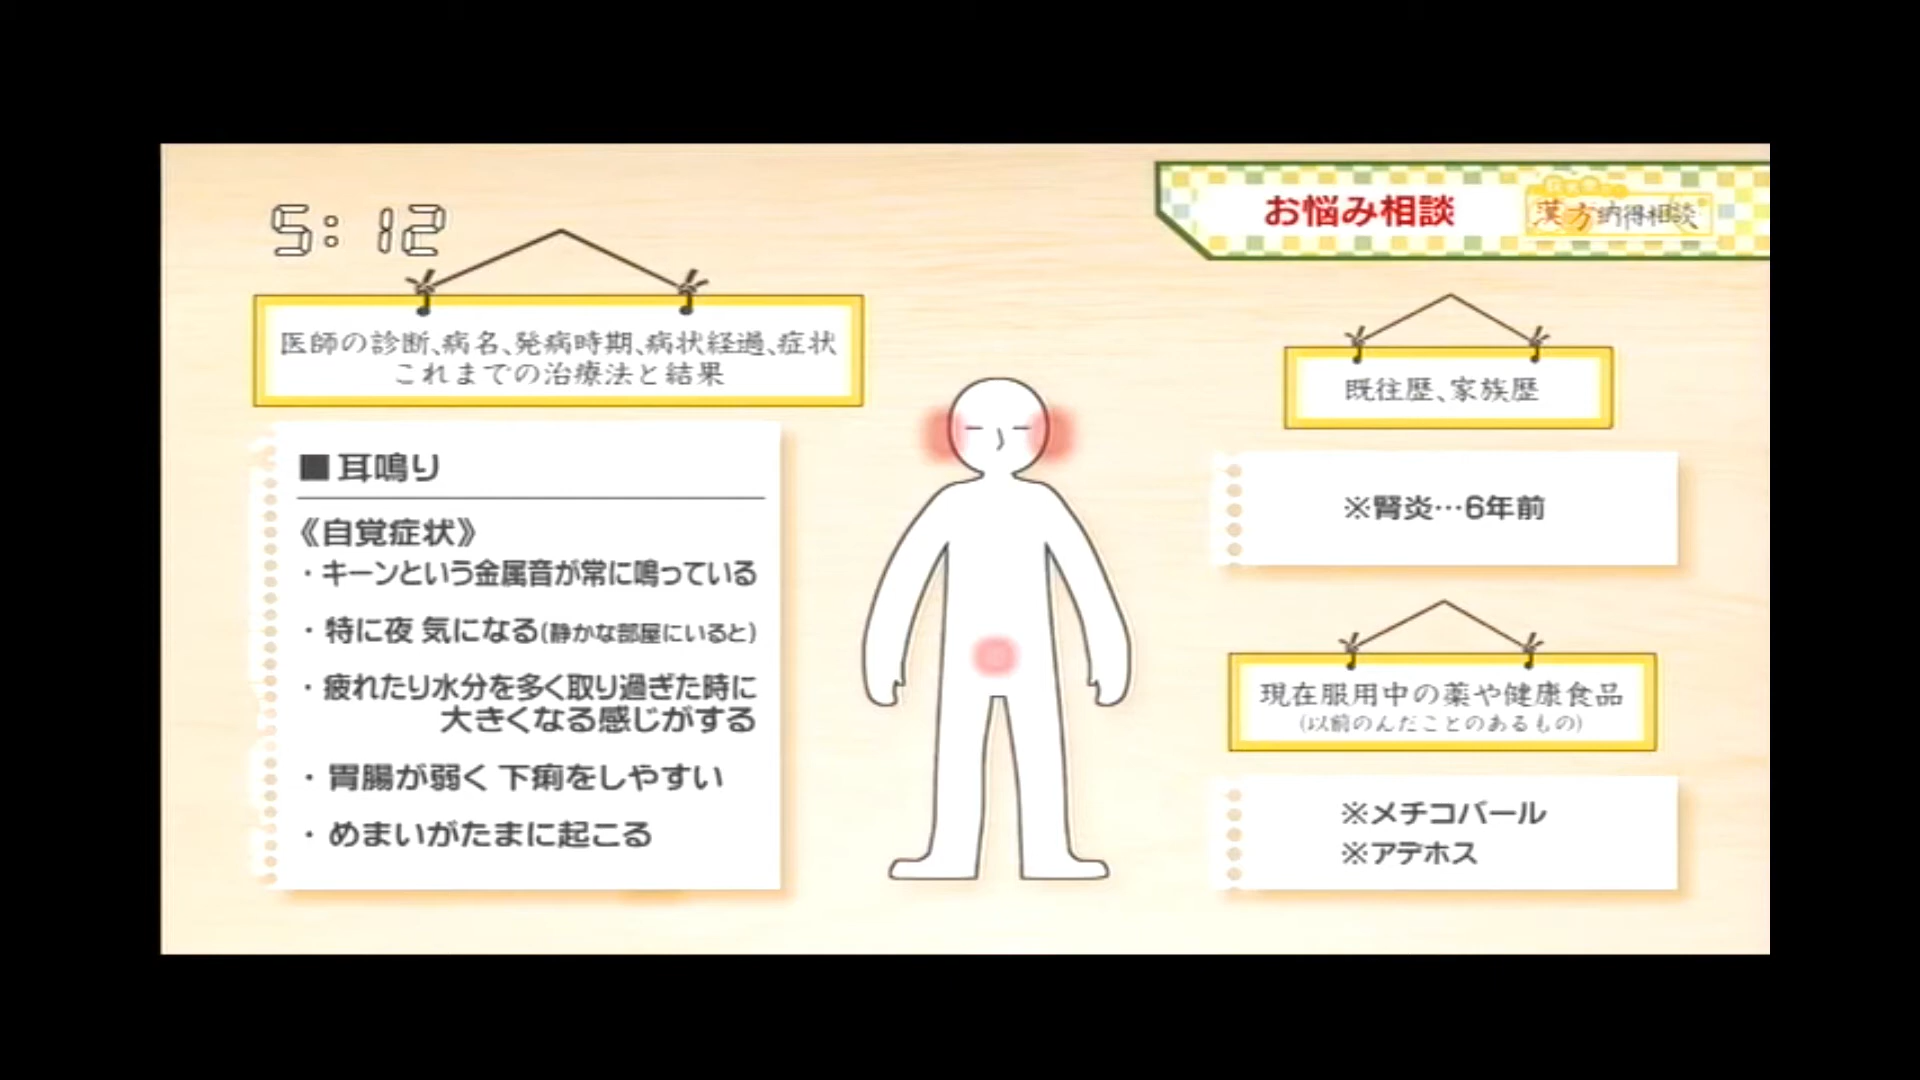 5:12
お悩み相談
漢方納得相談
医師の診断、病名、発病時期、病状経過、症状
これまでの治療法と結果
■耳鳴り
《自覚症状》
・キーンという金属音が常に鳴っている
・特に夜 気になる(静かな部屋にいると)
・疲れたり水分を多く取り過ぎた時に
大きくなる感じがする
・胃腸が弱く 下痢をしやすい
・めまいがたまに起こる
既往歴、家族歴
※腎炎…6年前
現在服用中の薬や健康食品
(以前のんだことのあるもの)
※メチコバール
※アデホス